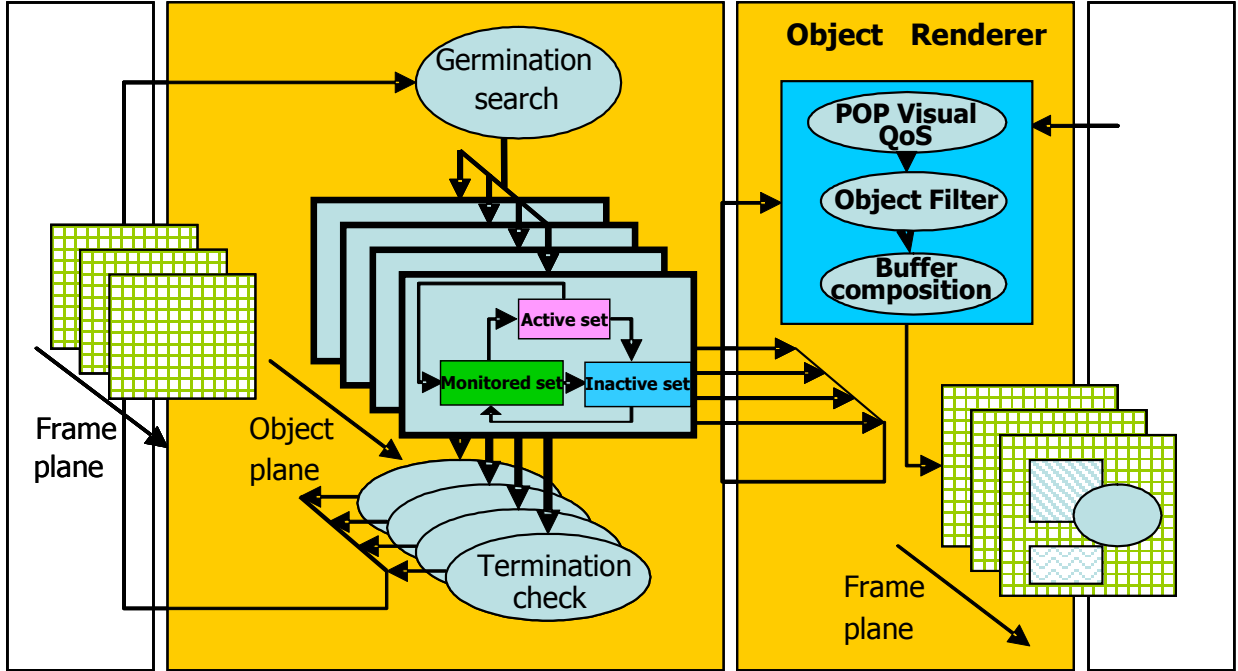 Object Renderer
Germination
search
POP Visual
QoS
Object Filter
Buffer
composition
Active set
Monitored set
Inactive set
Frame
plane
Object
plane
Termination
check
Frame
plane